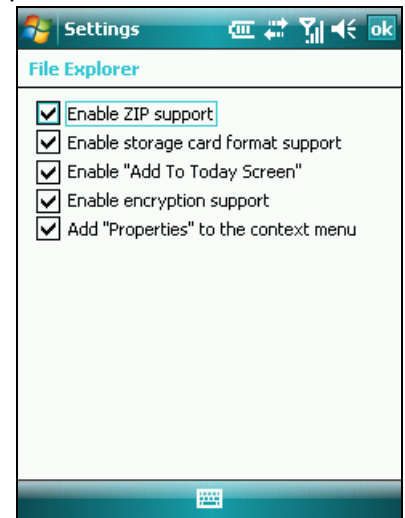 Settings
ok
File Explorer
Enable ZIP support
Enable storage card format support
Enable "Add To Today Screen"
Enable encryption support
Add "Properties" to the context menu